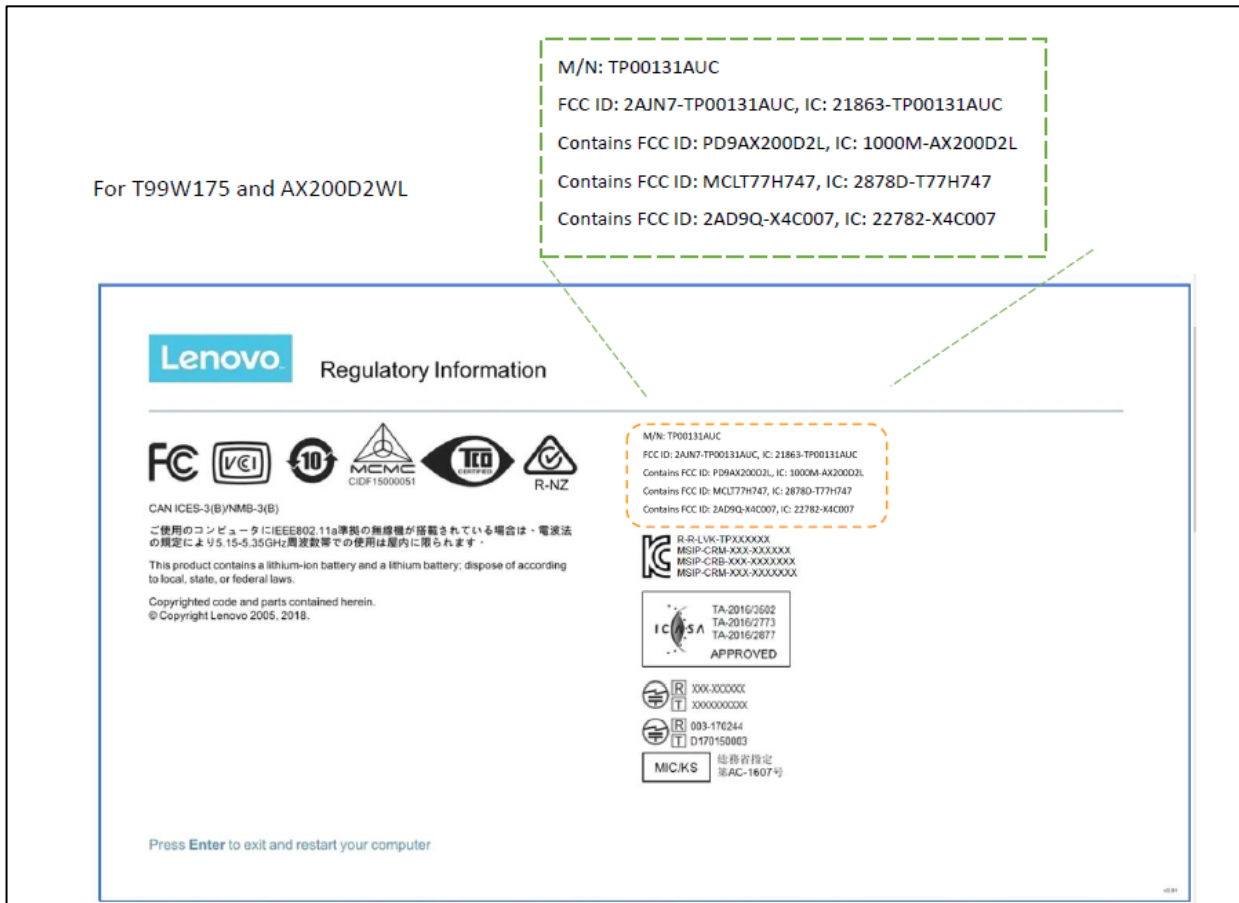 M/N: TP00131AUC
FCC ID: 2AJN7-TP00131AUC, IC: 21863-TP00131AUC
Contains FCC ID: PD9AX200D2L, IC: 1000M-AX200D2L
Contains FCC ID: MCLT77H747, IC: 2878D-T77H747
Contains FCC ID: 2AD9Q-X4C007, IC: 22782-X4C007
For T99W175 and AX200D2WL
Lenovo
Regulatory Information
FC
VCI
10
MCMC
CIDF15000051
TCO
CERTIFIED
R-NZ
CAN ICES-3(B)/NMB-3(B)
ご使用のコンピュータにIEEE802.11a準拠の無線機が搭載されている場合は、電波法
の規定により5.15-5.35GHz周波数帯での使用は屋内に限られます。
This product contains a lithium-ion battery and a lithium battery; dispose of according
to local, state, or federal laws.
Copyrighted code and parts contained herein.
© Copyright Lenovo 2005, 2018.
M/N: TP00131AUC
FCC ID: 2AJN7-TP00131AUC, IC: 21863-TP00131AUC
Contains FCC ID: PD9AX200D2L, IC: 1000M-AX200D2L
Contains FCC ID: MCLT77H747, IC: 2878D-T77H747
Contains FCC ID: 2AD9Q-X4C007, IC: 22782-X4C007
R-R-LVK-TPXXXXXX
MSIP-CRM-XXX-XXXXXX
MSIP-CRB-XXX-XXXXXXX
MSIP-CRM-XXX-XXXXXXX
ICASA
TA-2016/3502
TA-2016/2773
TA-2016/2877
APPROVED
R XXX-XXXXXX
T XXXXXXXXXX
R 003-170244
T D170150003
MIC/KS
総務省指定
第AC-1607号
Press Enter to exit and restart your computer